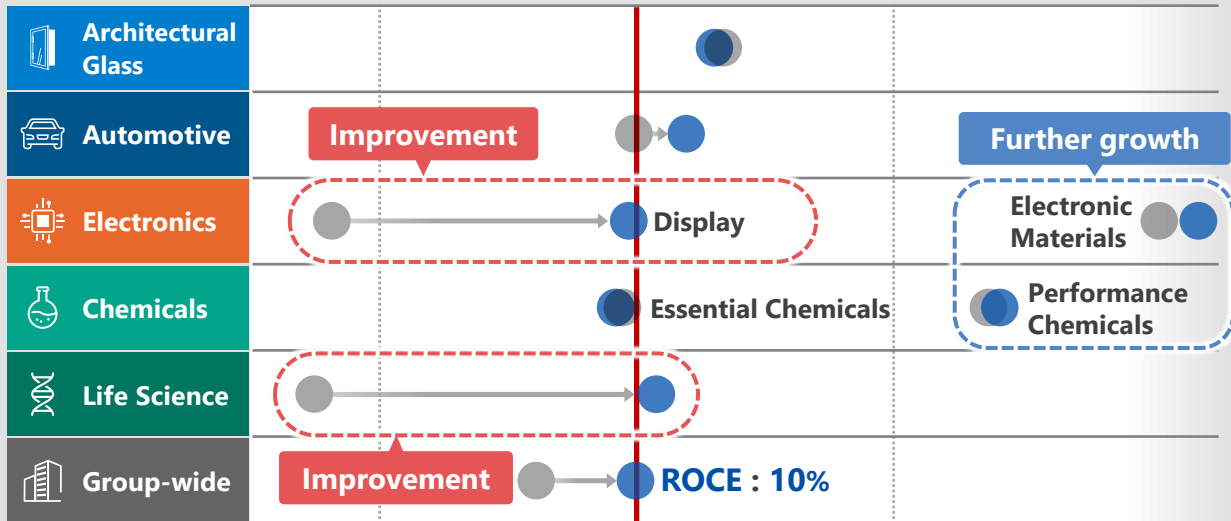 Architectural
Glass
Automotive
Improvement
Further growth
Electronics
Display
Electronic
Materials
Chemicals
Essential Chemicals
Performance
Chemicals
Life Science
Group-wide
Improvement
ROCE : 10%